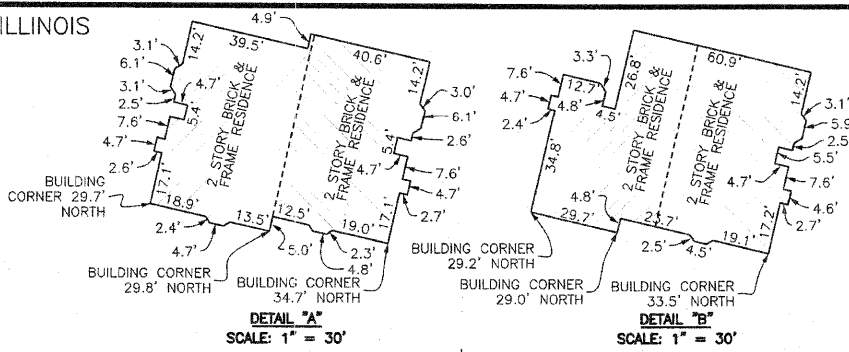 ILLINOIS
4.9'
14.2'
39.5'
40.6'
3.1'
6.1'
3.1'
2.5'
4.7'
5.4'
7.6'
4.7'
2.6'
17.1'
2 STORY BRICK &
FRAME RESIDENCE
2 STORY BRICK &
FRAME RESIDENCE
14.2'
3.0'
6.1'
2.6'
5.4'
4.7'
7.6'
4.7'
2.7'
17.1'
BUILDING
CORNER 29.7'
NORTH
18.9'
2.4'
4.7'
13.5'
12.5'
5.0'
19.0'
2.3'
4.8'
BUILDING CORNER
29.8' NORTH
BUILDING CORNER
34.7' NORTH
DETAIL "A"
SCALE: 1" = 30'
3.3'
26.8'
60.9'
7.6'
12.7'
4.7'
4.8'
2.4'
4.5'
34.8'
2 STORY BRICK &
FRAME RESIDENCE
2 STORY BRICK &
FRAME RESIDENCE
14.2'
3.1'
5.9'
2.5'
5.5'
4.7'
7.6'
4.6'
2.7'
17.2'
4.8'
29.7'
2.5'
4.5'
19.1'
BUILDING CORNER
29.2' NORTH
BUILDING CORNER
29.0' NORTH
BUILDING CORNER
33.5' NORTH
DETAIL "B"
SCALE: 1" = 30'